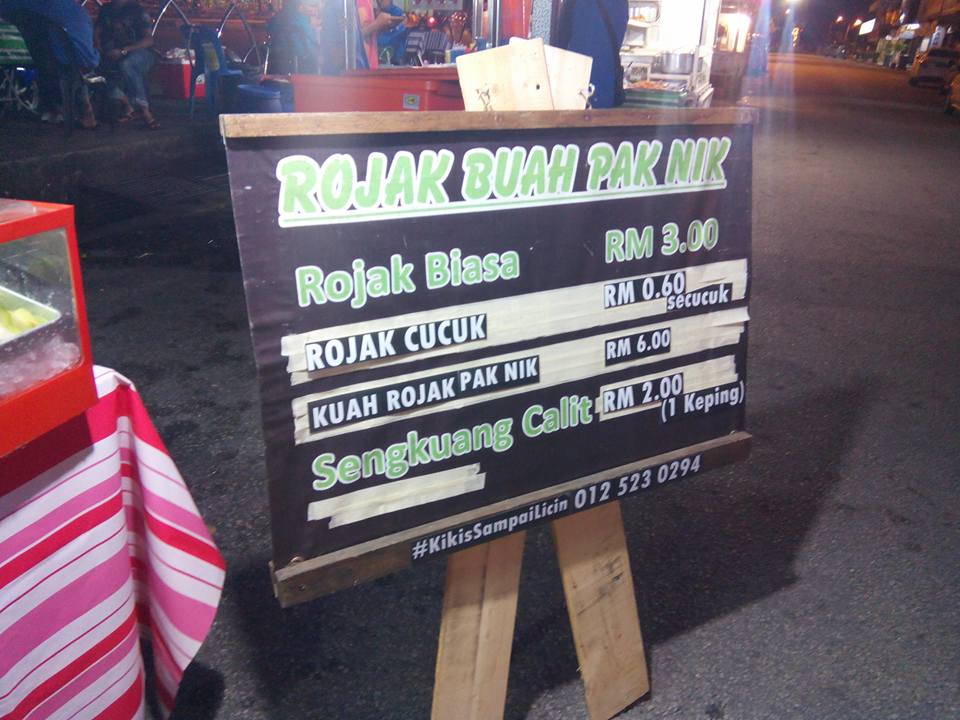 ROJAK BUAH PAK NIK
Rojak Biasa RM 3.00
ROJAK CUCUK RM 0.60 secucuk
KUAH ROJAK PAK NIK RM 6.00
Sengkuang Calit RM 2.00 (1 Keping)
#KikisSampaiLicin 012 523 0294